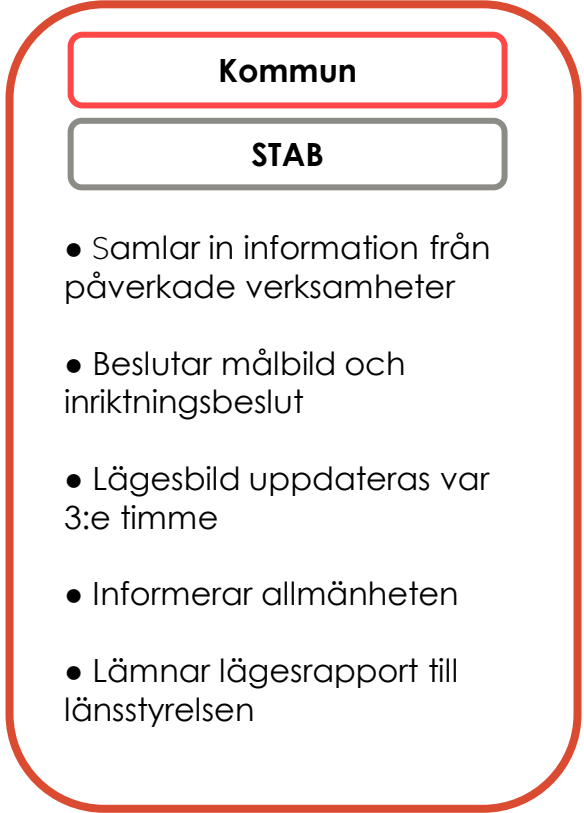 Kommun
STAB
● Samlar in information från
påverkade verksamheter
● Beslutar målbild och
inriktningsbeslut
● Lägesbild uppdateras var
3:e timme
● Informerar allmänheten
● Lämnar lägesrapport till
länsstyrelsen